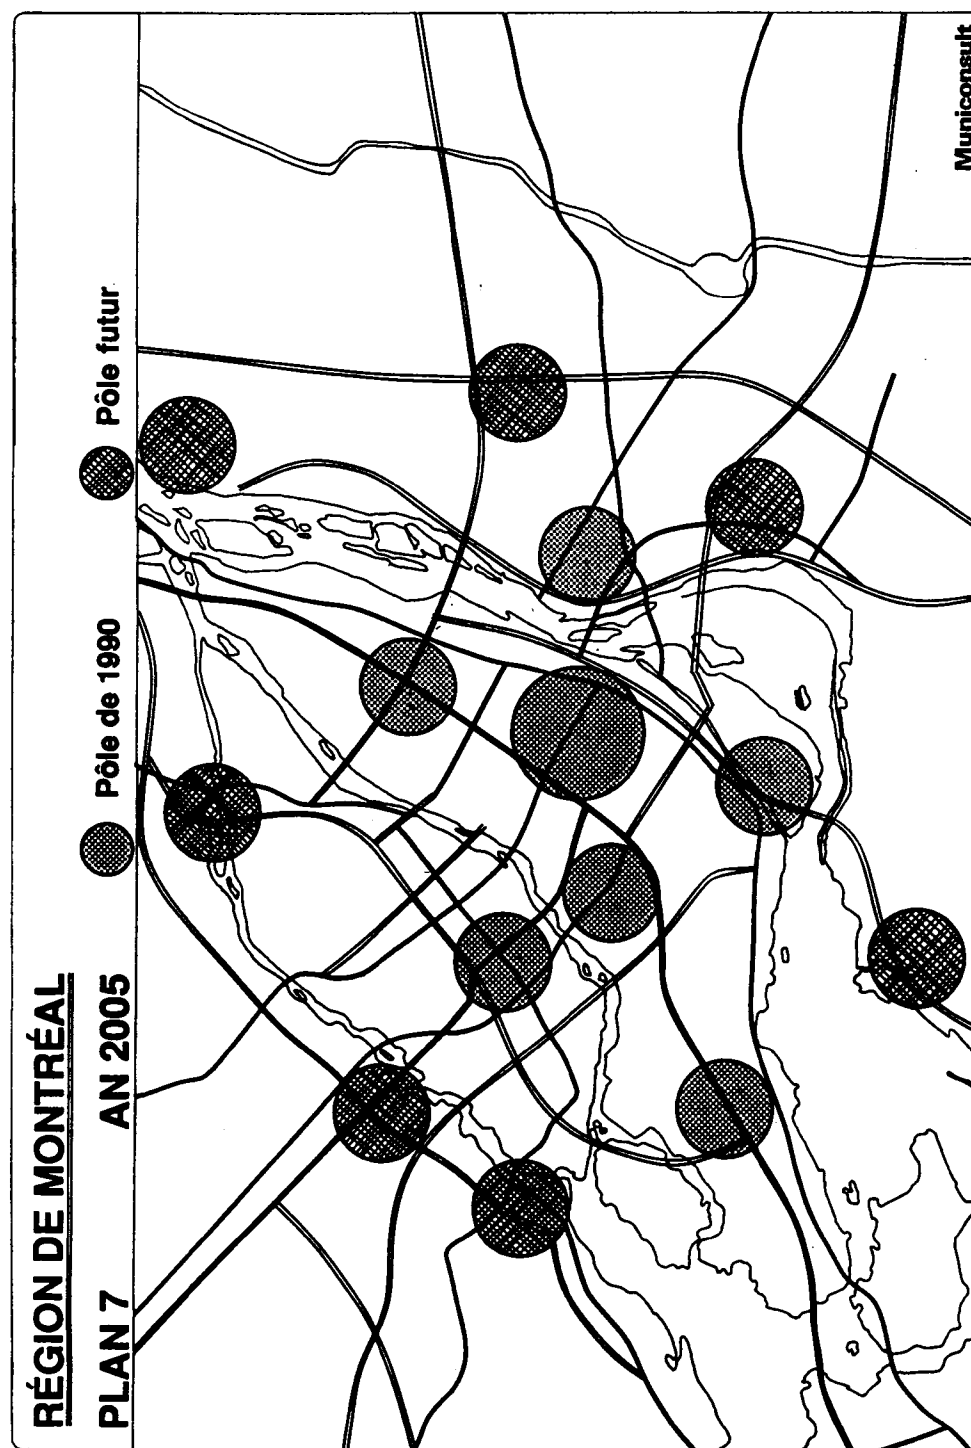 RÉGION DE MONTRÉAL
PLAN 7 AN 2005
Pôle de 1990
Pôle futur
Municonsult